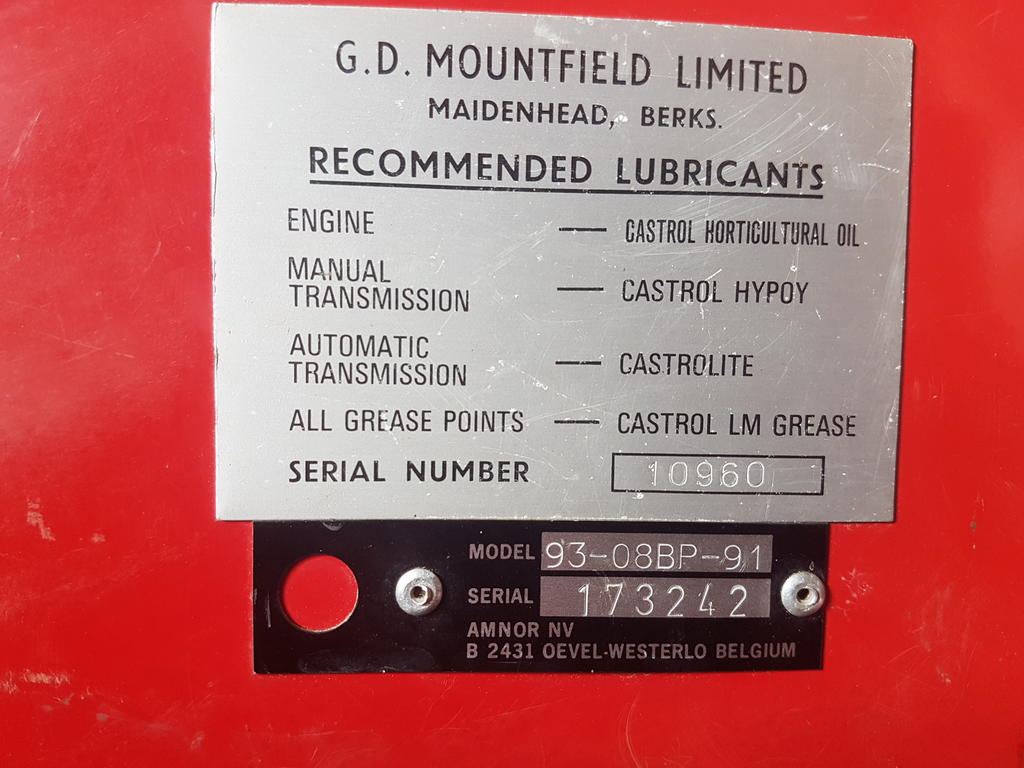 G.D. MOUNTFIELD LIMITED
MAIDENHEAD, BERKS.
RECOMMENDED LUBRICANTS
ENGINE — CASTROL HORTICULTURAL OIL
MANUAL
TRANSMISSION — CASTROL HYPOY
AUTOMATIC
TRANSMISSION — CASTROLITE
ALL GREASE POINTS — CASTROL LM GREASE
SERIAL NUMBER 10960
MODEL 93-08BP-91
SERIAL 173242
AMNOR NV
B 2431 OEVEL-WESTERLO BELGIUM